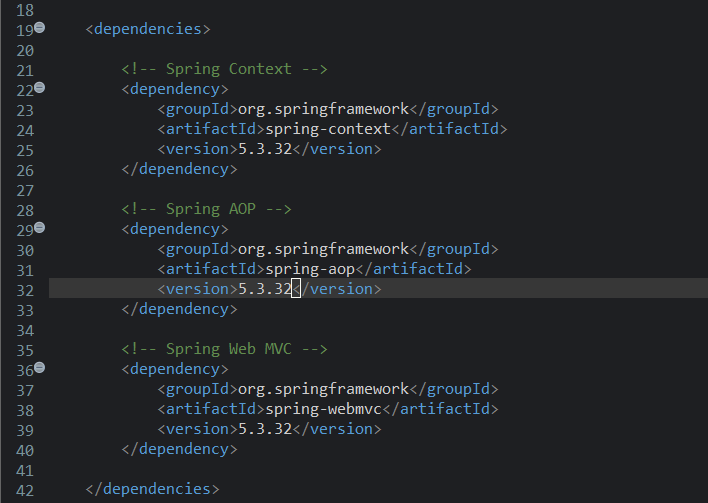 18
19 <dependencies>
20
21 <!-- Spring Context -->
22 <dependency>
23 <groupId>org.springframework</groupId>
24 <artifactId>spring-context</artifactId>
25 <version>5.3.32</version>
26 </dependency>
27
28 <!-- Spring AOP -->
29 <dependency>
30 <groupId>org.springframework</groupId>
31 <artifactId>spring-aop</artifactId>
32 <version>5.3.32</version>
33 </dependency>
34
35 <!-- Spring Web MVC -->
36 <dependency>
37 <groupId>org.springframework</groupId>
38 <artifactId>spring-webmvc</artifactId>
39 <version>5.3.32</version>
40 </dependency>
41
42 </dependencies>